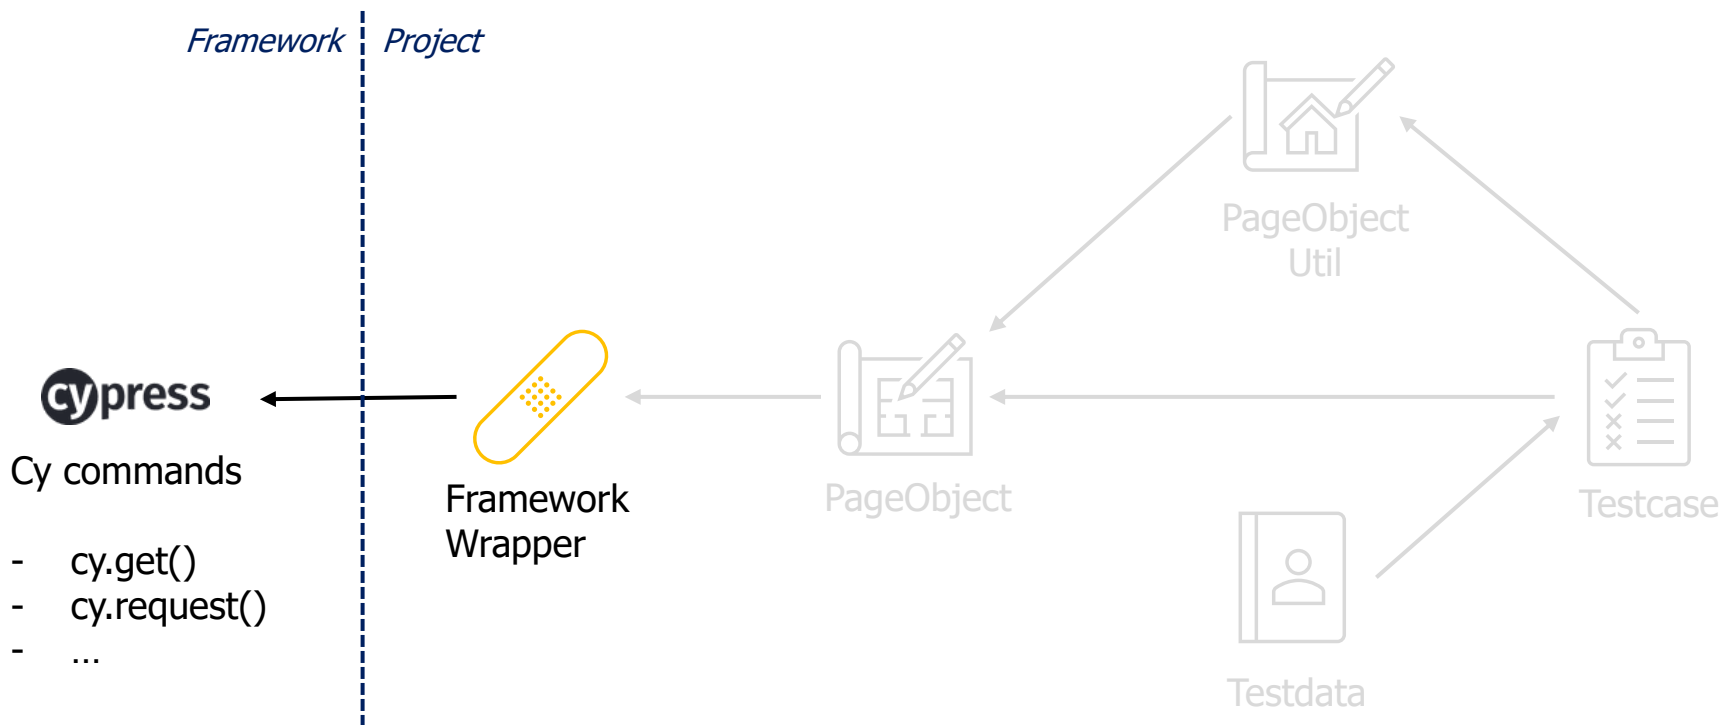 Framework
Project
PageObject
Util
cypress
Cy commands
- cy.get()
- cy.request()
- ...
Framework
Wrapper
PageObject
Testcase
Testdata